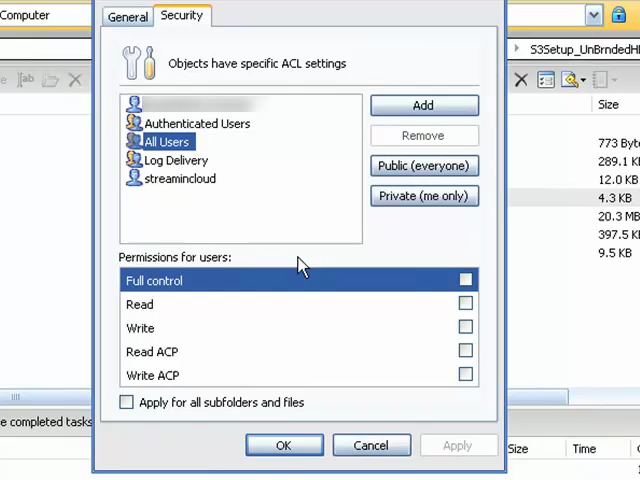 Computer
General
Security
S3Setup_UnBrndedH
Objects have specific ACL settings
Size
Authenticated Users
All Users
Log Delivery
streamincloud
Add
Remove
Public (everyone)
Private (me only)
773 Byt
289.1 K
12.0 KB
4.3 KB
20.3 M
397.5
9.5 KB
Permissions for users:
Full control
Read
Write
Read ACP
Write ACP
Apply for all subfolders and files
e completed tasks
OK
Cancel
Apply
Size
Time